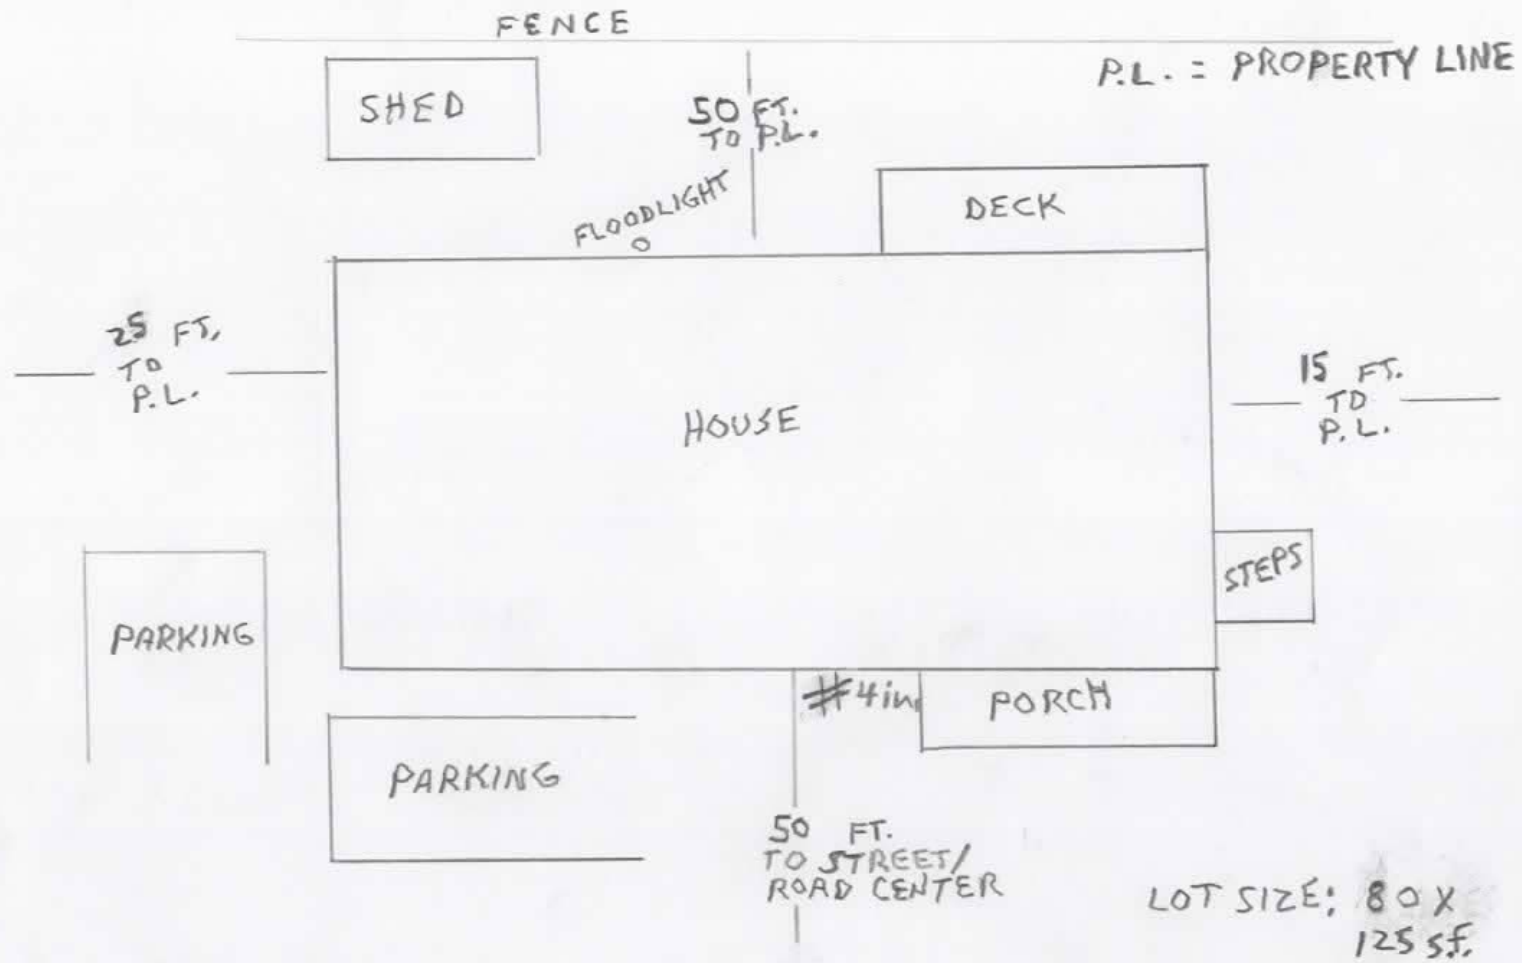 FENCE
P.L. = PROPERTY LINE
SHED
50 FT.
TO P.L.
FLOODLIGHT
DECK
25 FT.
TO
P.L.
HOUSE
15 FT.
TO
P.L.
STEPS
PARKING
#4in
PORCH
PARKING
50 FT.
TO STREET/
ROAD CENTER
LOT SIZE: 80 X
125 sf.